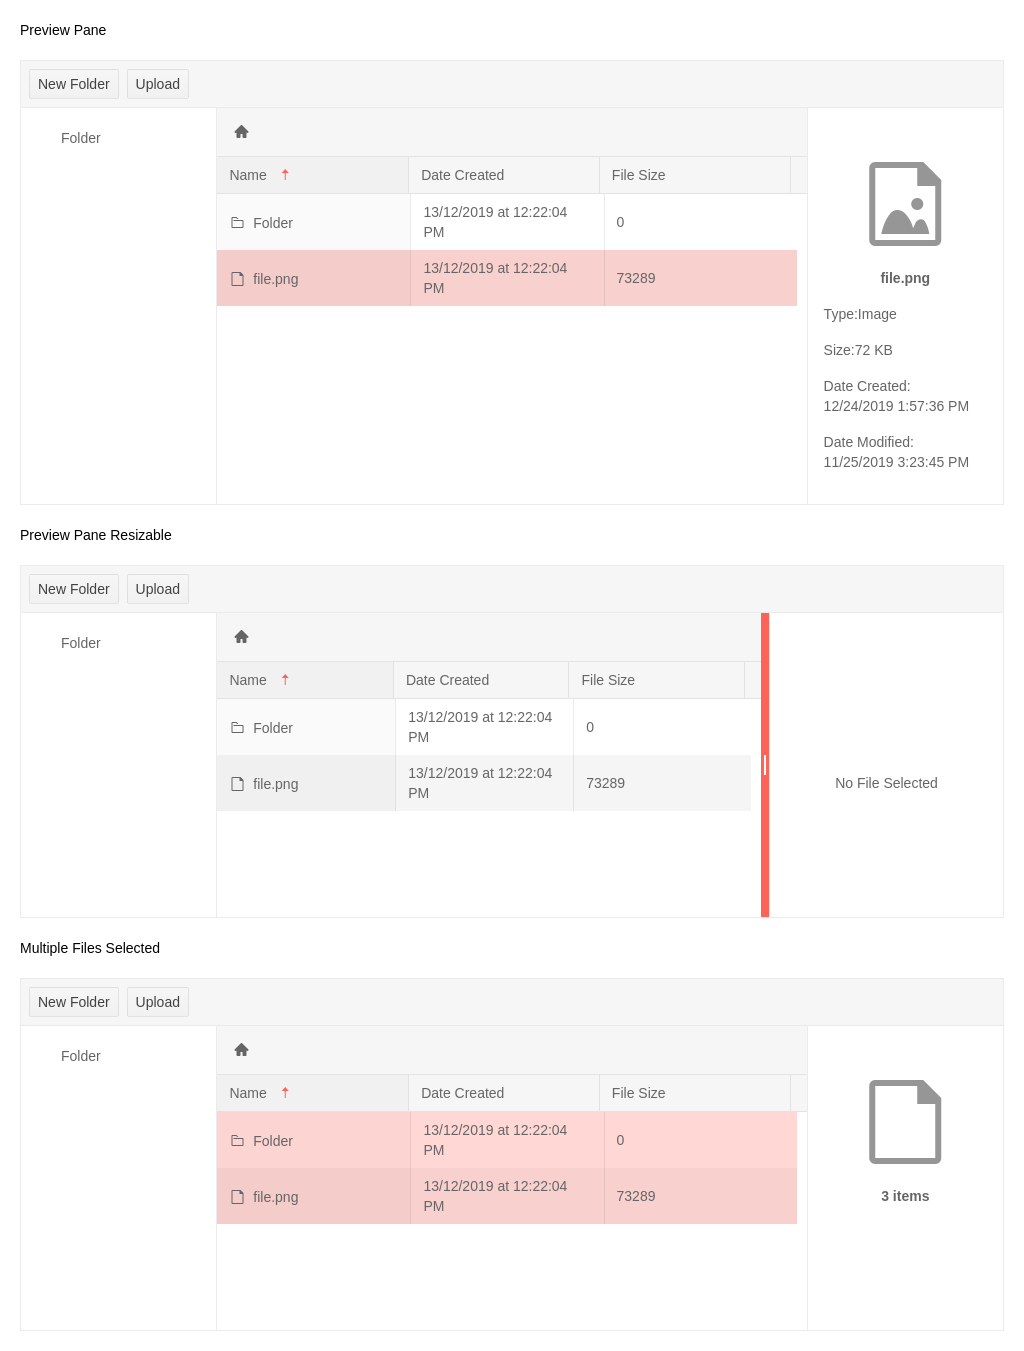 Preview Pane
New Folder Upload
Folder
Name Date Created File Size
Folder 13/12/2019 at 12:22:04 PM 0
file.png 13/12/2019 at 12:22:04 PM 73289
file.png
Type:Image
Size:72 KB
Date Created:
12/24/2019 1:57:36 PM
Date Modified:
11/25/2019 3:23:45 PM
Preview Pane Resizable
New Folder Upload
Folder
Name Date Created File Size
Folder 13/12/2019 at 12:22:04 PM 0
file.png 13/12/2019 at 12:22:04 PM 73289
No File Selected
Multiple Files Selected
New Folder Upload
Folder
Name Date Created File Size
Folder 13/12/2019 at 12:22:04 PM 0
file.png 13/12/2019 at 12:22:04 PM 73289
3 items